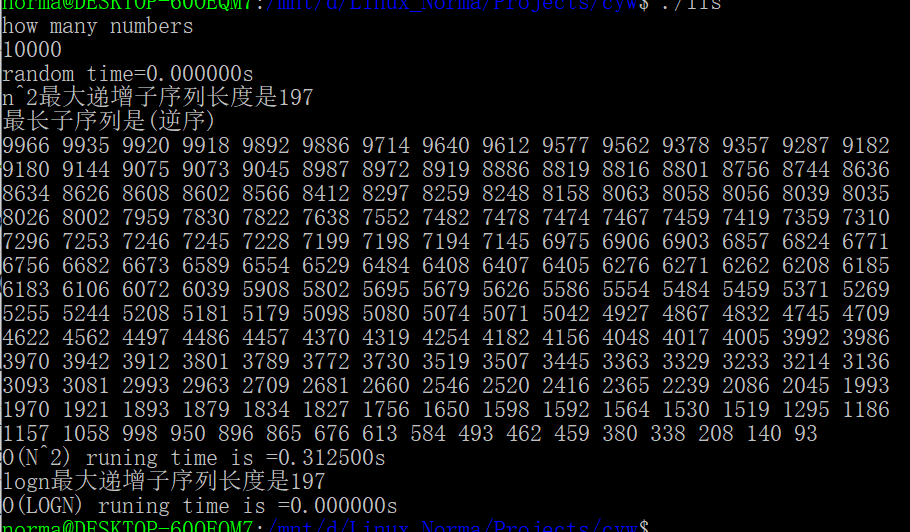 norma@DESKTOP-60OEQM7:/mnt/d/Linux_Norma/Projects/cyw$ ./lis
how many numbers
10000
random time=0.000000s
n^2最大递增子序列长度是197
最长子序列是(逆序)
9966 9935 9920 9918 9892 9886 9714 9640 9612 9577 9562 9378 9357 9287 9182
9180 9144 9075 9073 9045 8987 8972 8919 8886 8819 8816 8801 8756 8744 8636
8634 8626 8608 8602 8566 8412 8297 8259 8248 8158 8063 8058 8056 8039 8035
8026 8002 7959 7830 7822 7638 7552 7482 7478 7474 7467 7459 7419 7359 7310
7296 7253 7246 7245 7228 7199 7198 7194 7145 6975 6906 6903 6857 6824 6771
6756 6682 6673 6589 6554 6529 6484 6408 6407 6405 6276 6271 6262 6208 6185
6183 6106 6072 6039 5908 5802 5695 5679 5626 5586 5554 5484 5459 5371 5269
5255 5244 5208 5181 5179 5098 5080 5074 5071 5042 4927 4867 4832 4745 4709
4622 4562 4497 4486 4457 4370 4319 4254 4182 4156 4048 4017 4005 3992 3986
3970 3942 3912 3801 3789 3772 3730 3519 3507 3445 3363 3329 3233 3214 3136
3093 3081 2993 2963 2709 2681 2660 2546 2520 2416 2365 2239 2086 2045 1993
1970 1921 1893 1879 1834 1827 1756 1650 1598 1592 1564 1530 1519 1295 1186
1157 1058 998 950 896 865 676 613 584 493 462 459 380 338 208 140 93
O(N^2) runing time is =0.312500s
logn最大递增子序列长度是197
O(LOGN) runing time is =0.000000s
norma@DESKTOP-60OEQM7:/mnt/d/Linux_Norma/Projects/cyw$